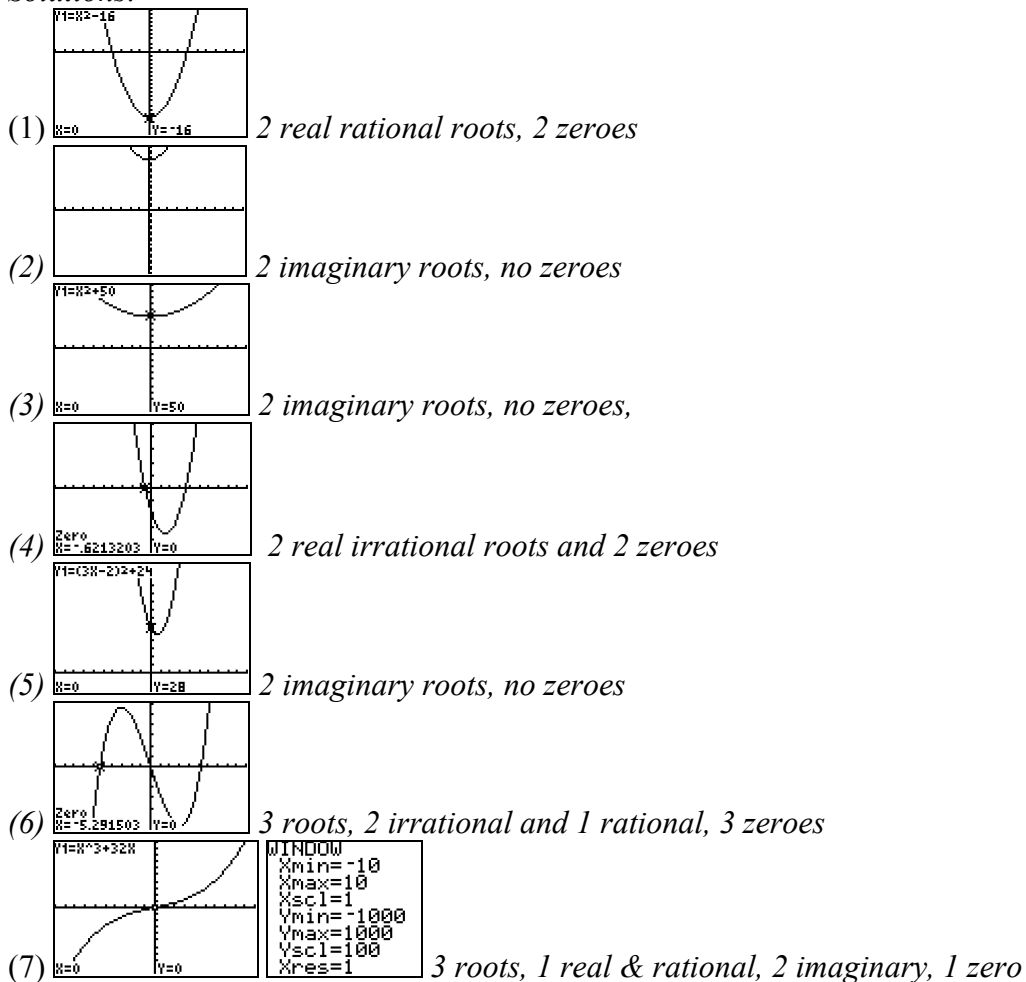 Solutions:
Y1=X2-16
(1) X=0 Y=-16 2 real rational roots, 2 zeroes
(2) 2 imaginary roots, no zeroes
Y1=X2+50
(3) X=0 Y=50 2 imaginary roots, no zeroes,
Zero
(4) X=-.6213203 Y=0 2 real irrational roots and 2 zeroes
Y1=(3X-2)2+24
(5) X=0 Y=28 2 imaginary roots, no zeroes
Zero
(6) X=-5.291503 Y=0 3 roots, 2 irrational and 1 rational, 3 zeroes
Y1=X^3+32X
WINDOW
Xmin=-10
Xmax=10
Xscl=1
Ymin=-1000
Ymax=1000
Yscl=100
(7) X=0 Y=0 Xres=1 3 roots, 1 real & rational, 2 imaginary, 1 zero